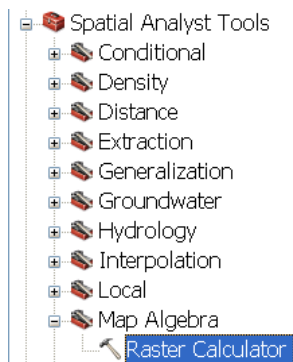 Spatial Analyst Tools
Conditional
Density
Distance
Extraction
Generalization
Groundwater
Hydrology
Interpolation
Local
Map Algebra
Raster Calculator